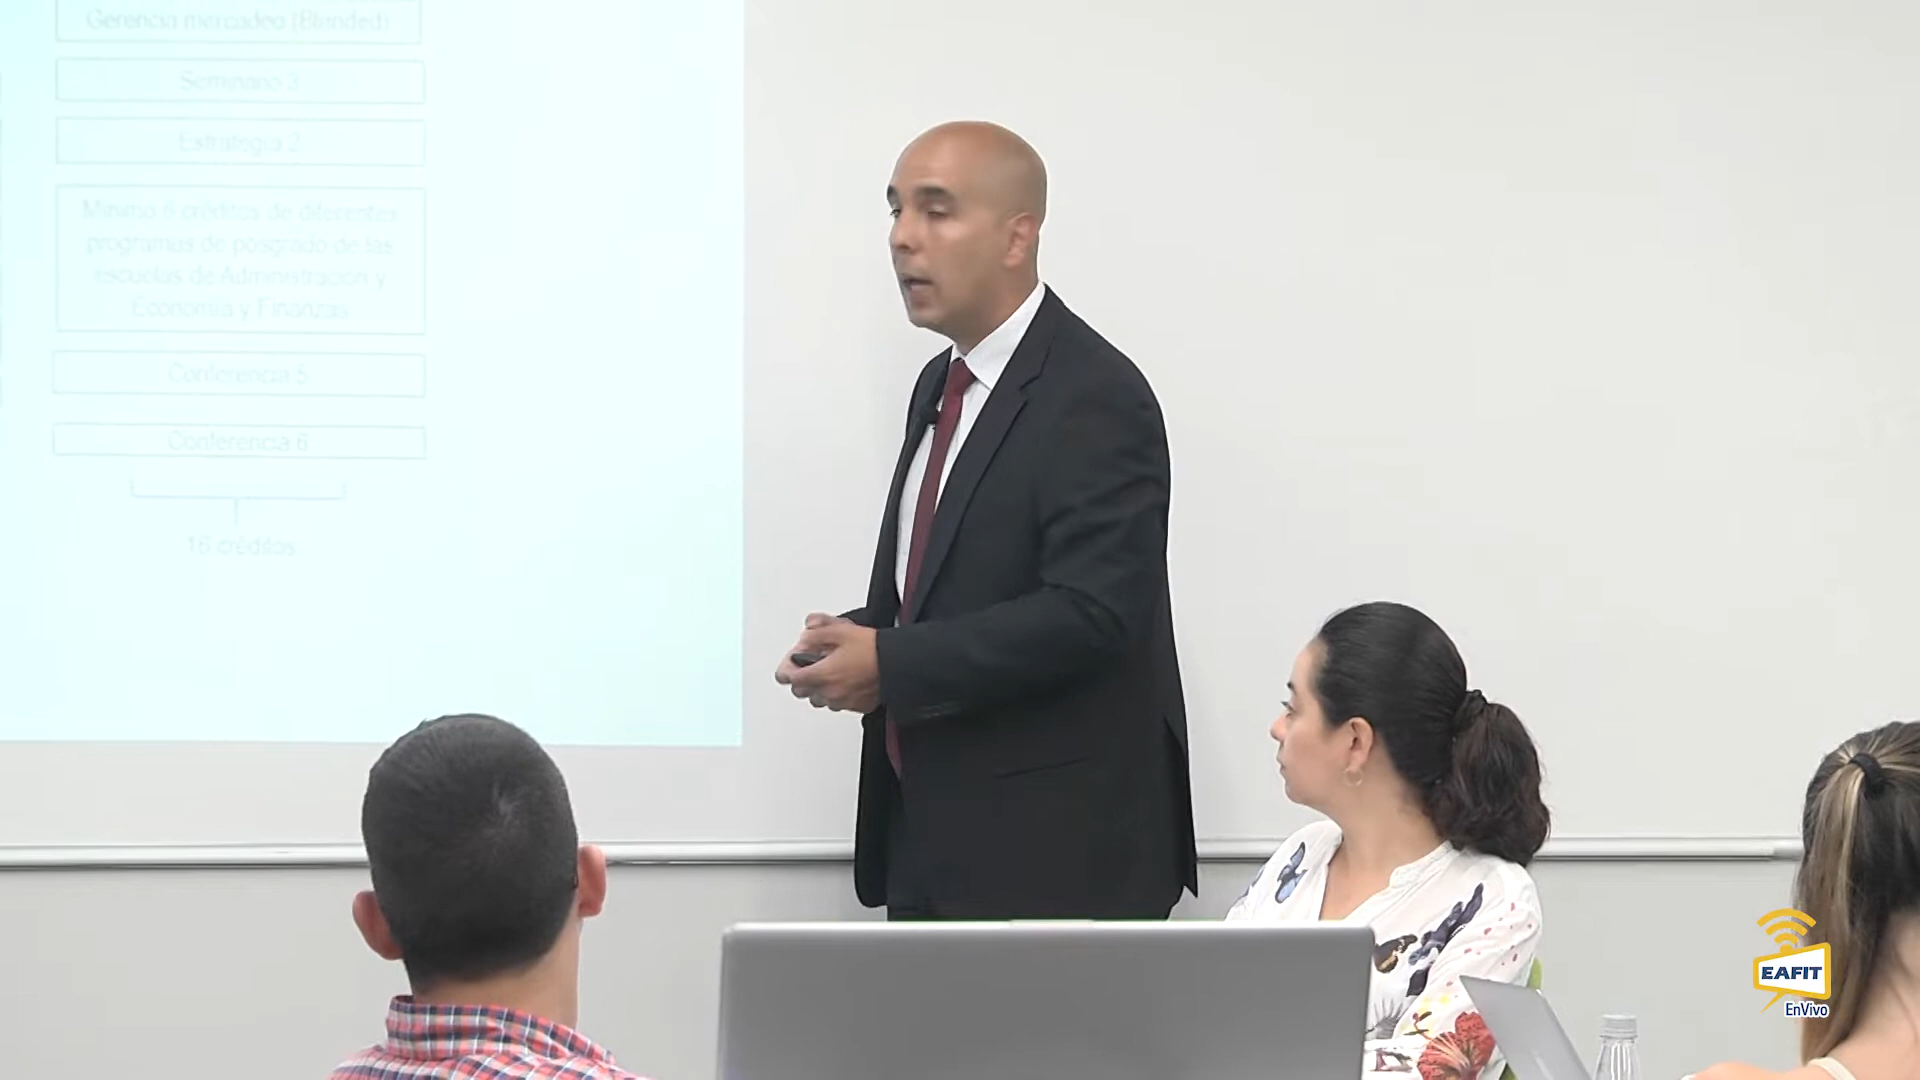 Gerencia mercadeo (Blended)
Seminario 3
Estrategia 2
Mínimo 6 créditos de diferentes
programas de posgrado de las
escuelas de Administración y
Economía y Finanzas
Conferencia 5
Conferencia 6
16 créditos
EAFIT
EnVivo